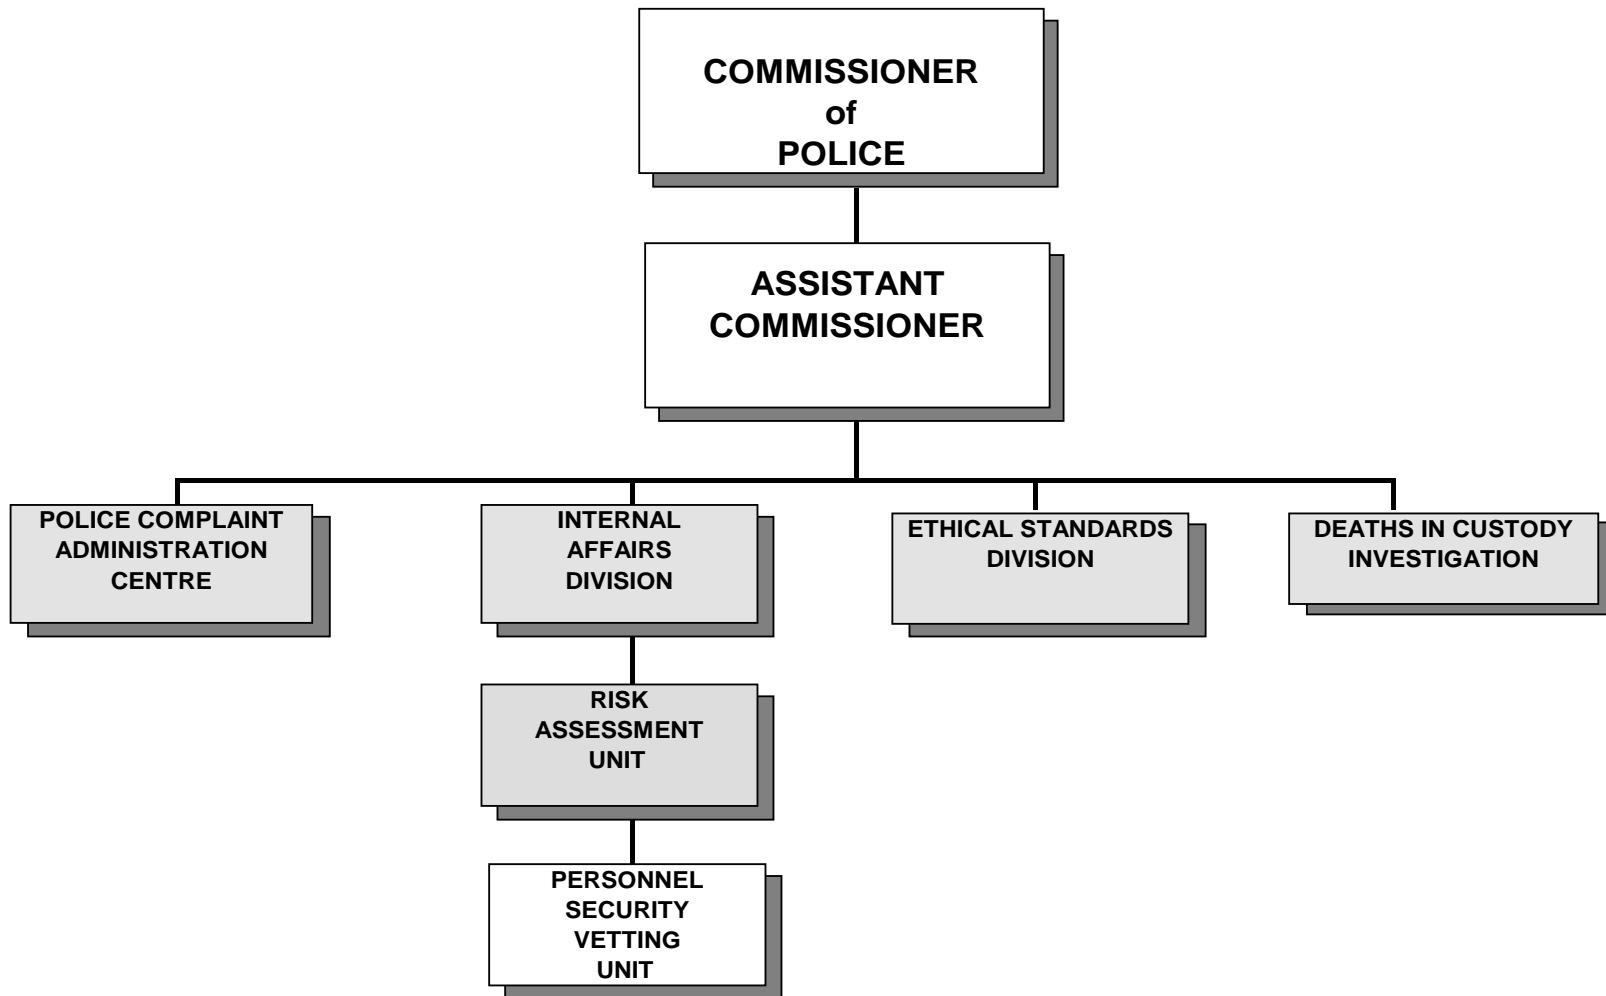 COMMISSIONER
of
POLICE
ASSISTANT
COMMISSIONER
POLICE COMPLAINT
ADMINISTRATION
CENTRE
INTERNAL
AFFAIRS
DIVISION
ETHICAL STANDARDS
DIVISION
DEATHS IN CUSTODY
INVESTIGATION
RISK
ASSESSMENT
UNIT
PERSONNEL
SECURITY
VETTING
UNIT